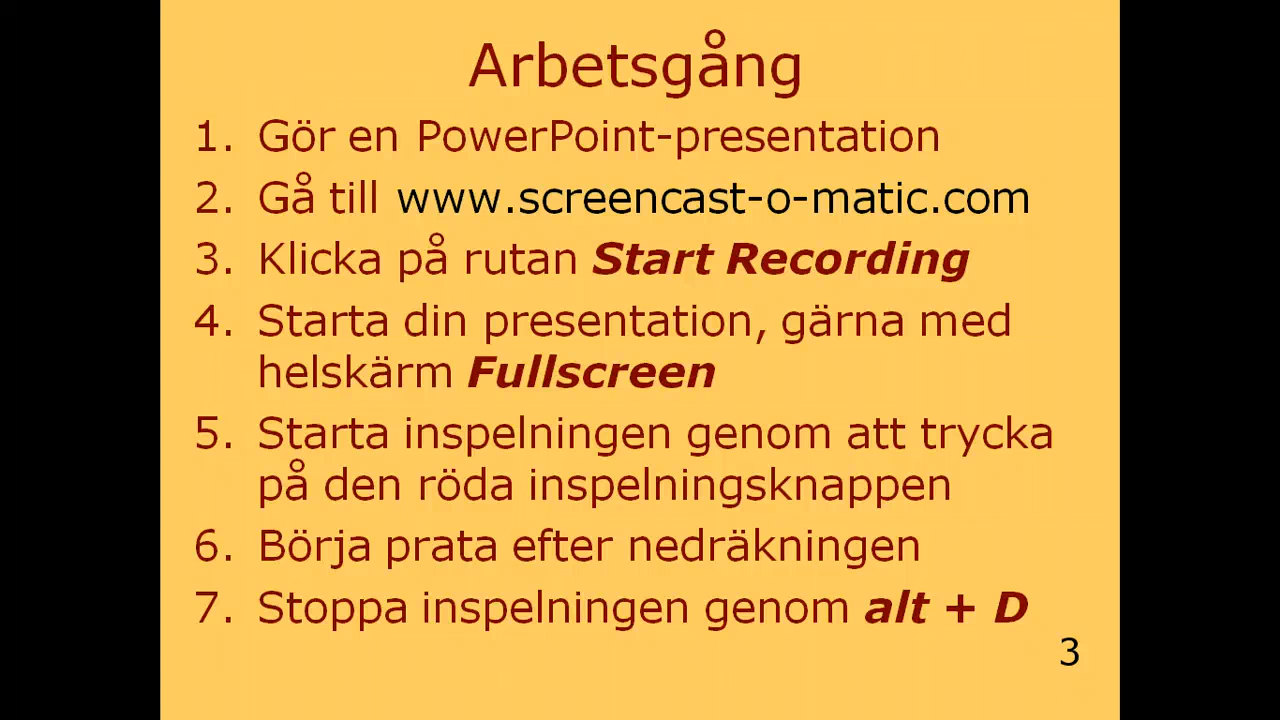 Arbetsgång
1. Gör en PowerPoint-presentation
2. Gå till www.screencast-o-matic.com
3. Klicka på rutan Start Recording
4. Starta din presentation, gärna med
helskärm Fullscreen
5. Starta inspelningen genom att trycka
på den röda inspelningsknappen
6. Börja prata efter nedräkningen
7. Stoppa inspelningen genom alt + D
3